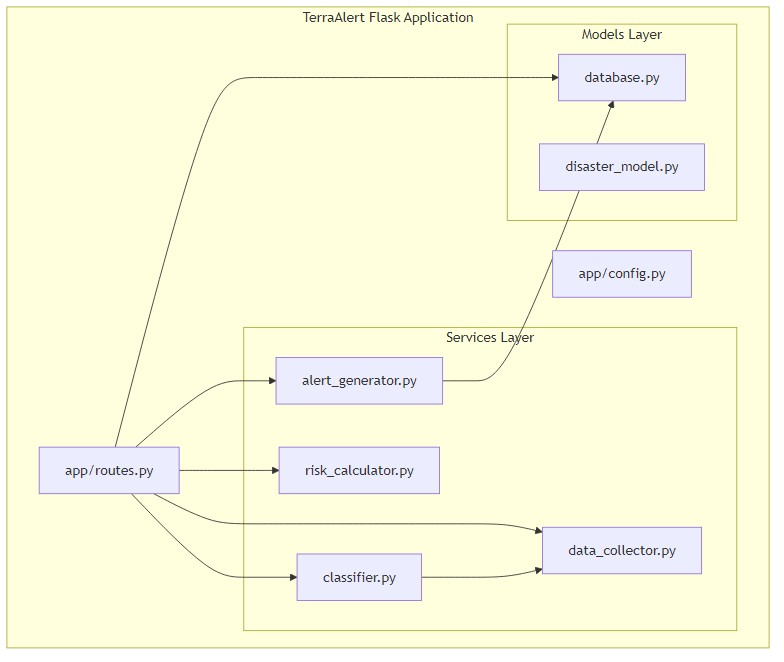 TerraAlert Flask Application
Models Layer
database.py
disaster_model.py
app/config.py
Services Layer
alert_generator.py
app/routes.py
risk_calculator.py
data_collector.py
classifier.py